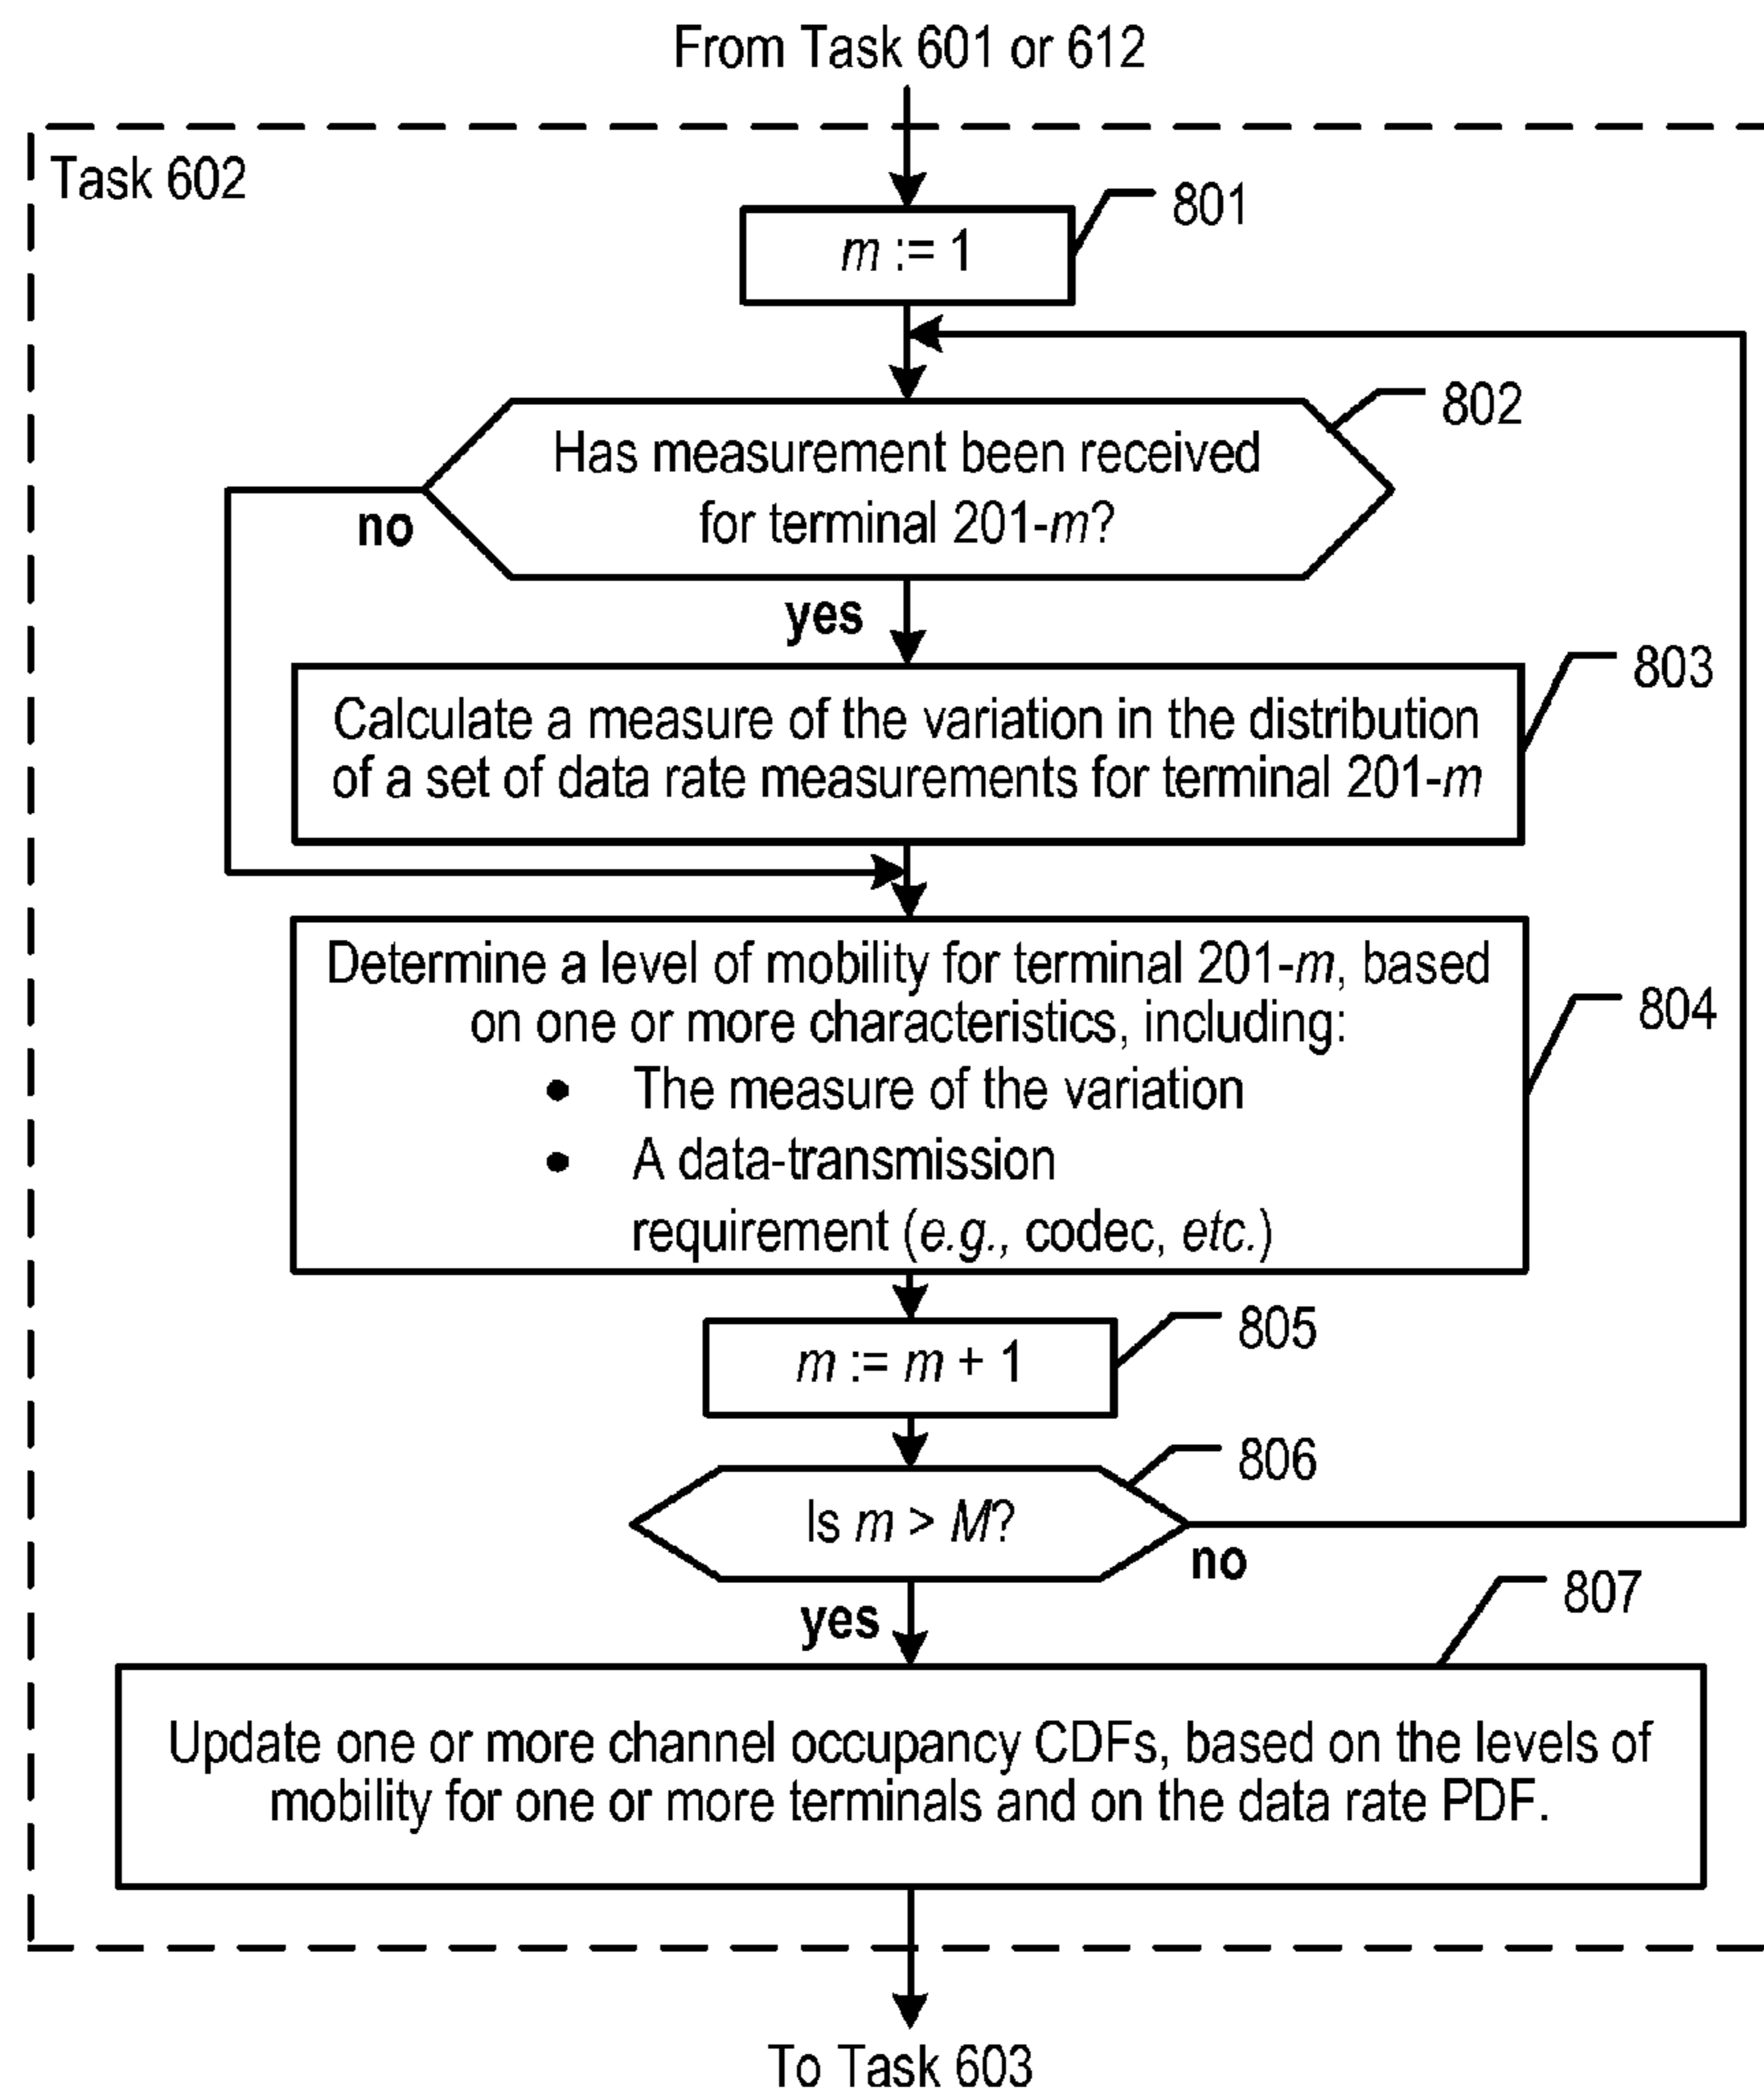 From Task 601 or 612
Task 602
801
m := 1
802
Has measurement been received
for terminal 201-m?
no
yes
803
Calculate a measure of the variation in the distribution
of a set of data rate measurements for terminal 201-m
Determine a level of mobility for terminal 201-m, based
on one or more characteristics, including:
804
● The measure of the variation
● A data-transmission
requirement (e.g., codec, etc.)
805
m := m + 1
806
Is m > M?
no
yes
807
Update one or more channel occupancy CDFs, based on the levels of
mobility for one or more terminals and on the data rate PDF.
To Task 603